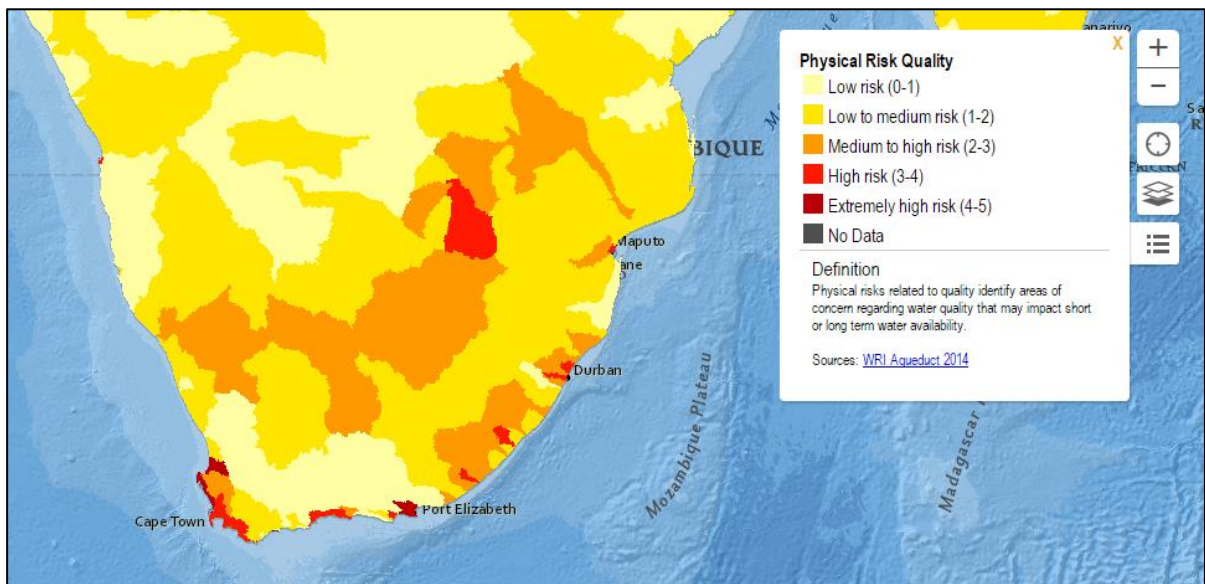 Physical Risk Quality
X
Low risk (0-1)
Low to medium risk (1-2)
Medium to high risk (2-3)
High risk (3-4)
Extremely high risk (4-5)
No Data
Definition
Physical risks related to quality identify areas of
concern regarding water quality that may impact short
or long term water availability.
Sources: WRI Aqueduct 2014
+
−
anarivo
BIQUE
Maputo
ane
Durban
Port Elizabeth
Cape Town
Mozambique Plateau
Madagascar